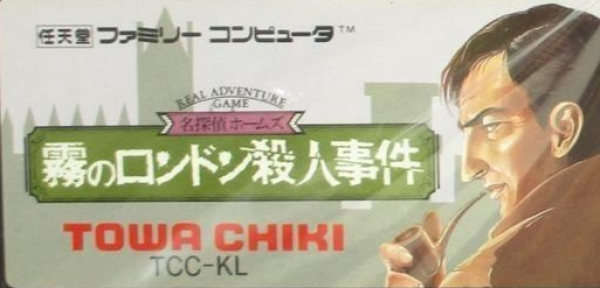 任天堂 ファミリーコンピュータ™
REAL ADVENTURE
GAME
名探偵ホームズ
霧のロンドン殺人事件
TOWA CHIKI
TCC-KL